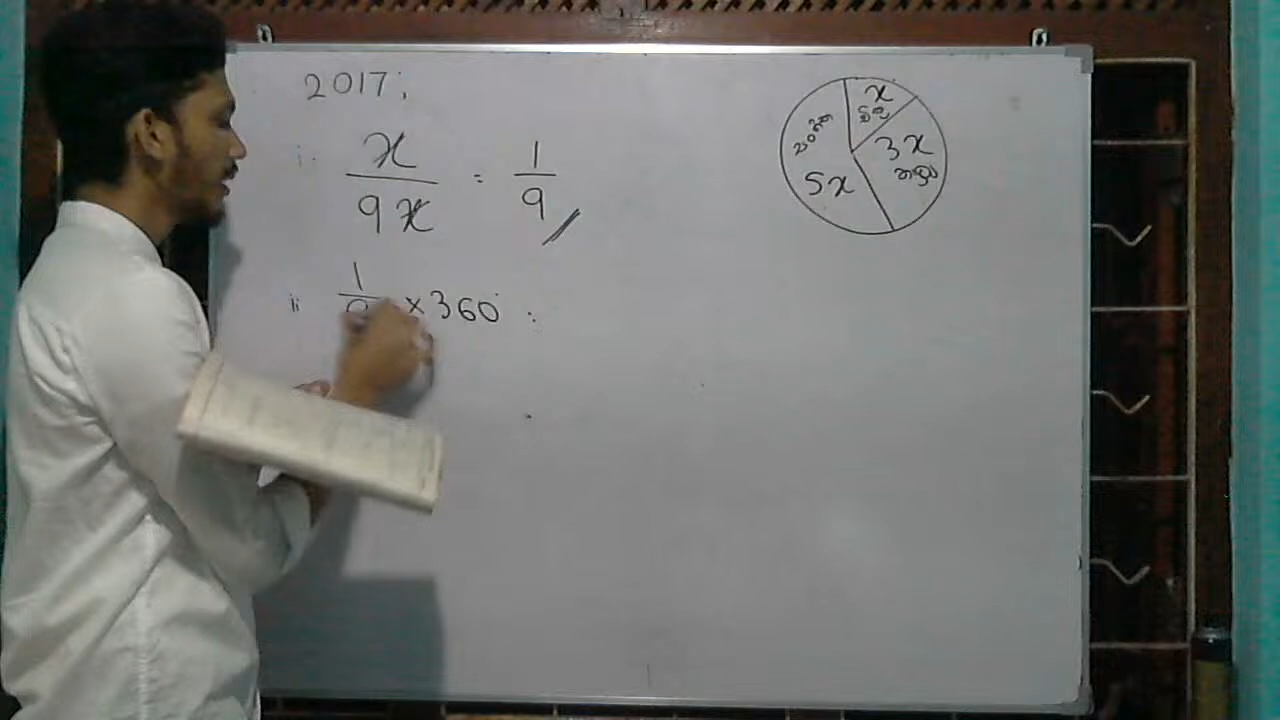 2017;
i. x/9x = 1/9
ii 1/9 × 360
x
3x
5x